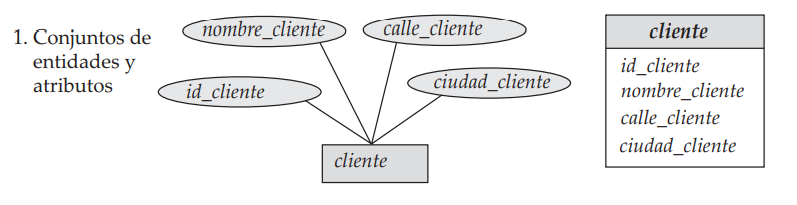 1. Conjuntos de
entidades y
atributos
nombre_cliente
calle_cliente
id_cliente
ciudad_cliente
cliente
cliente
id_cliente
nombre_cliente
calle_cliente
ciudad_cliente